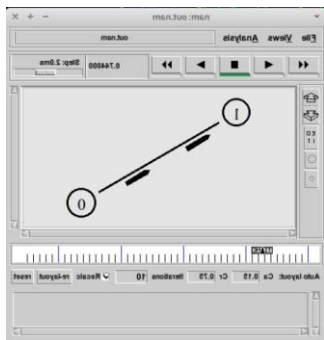 nam: out.nam
File Views Analysis out.nam
0.744000 Step: 2.0ms
EDIT
1
0
Auto layout: Ca 0.15 Cr 0.75 Iterations 10 Recalc re-layout reset